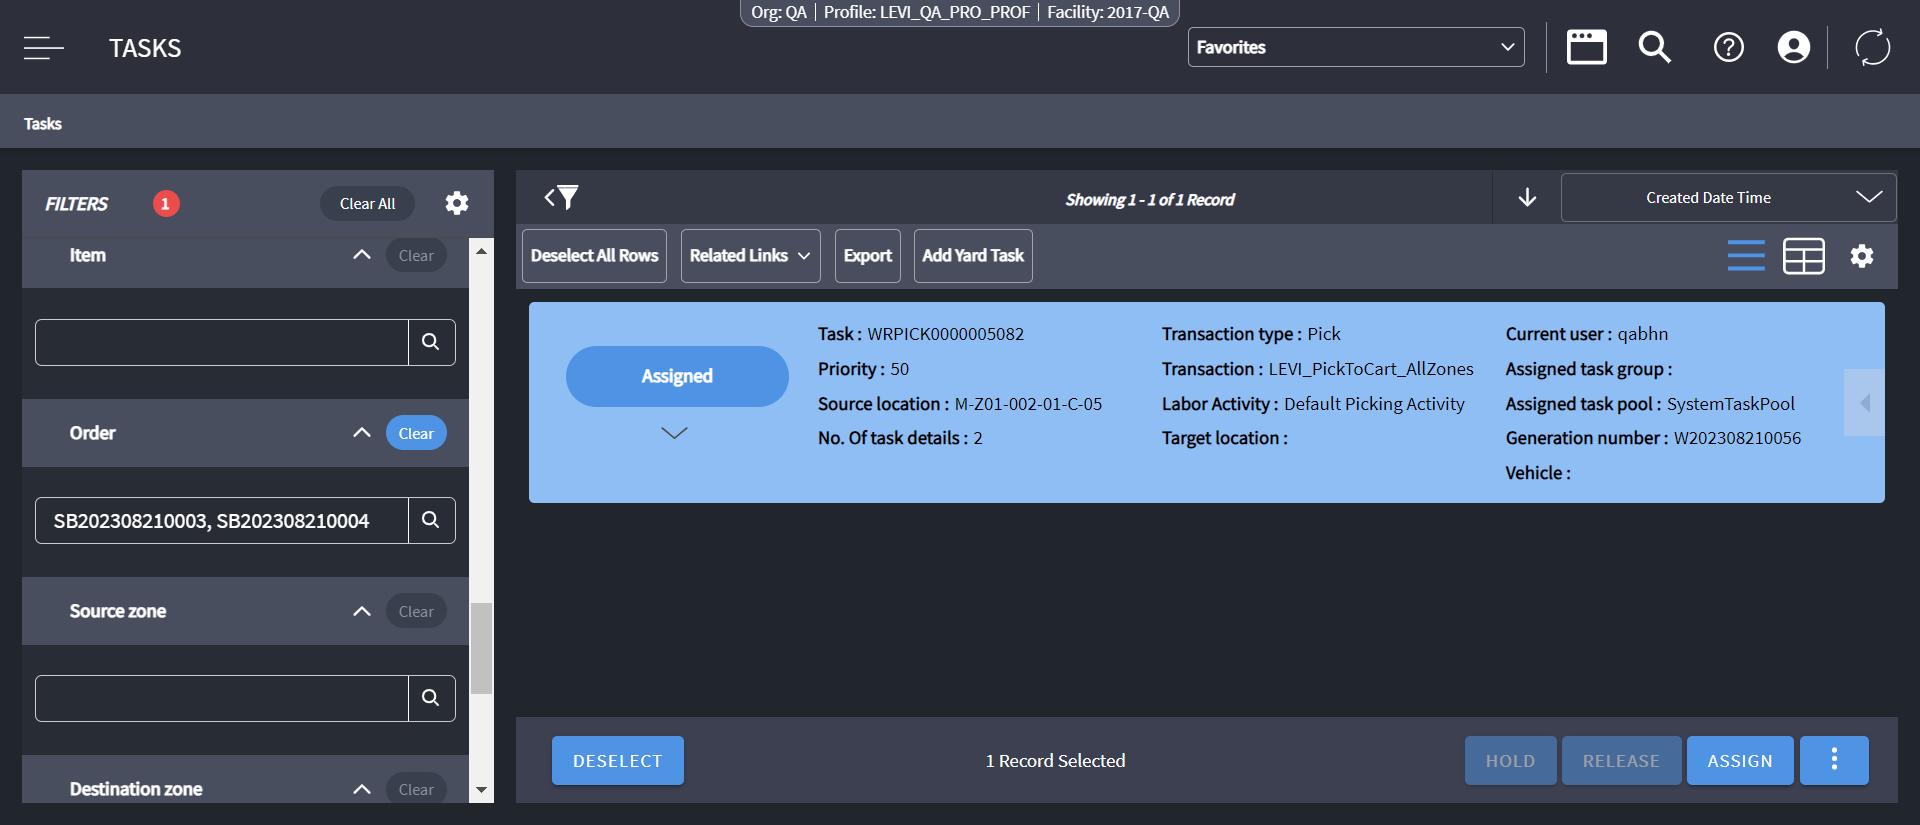 Org: QA | Profile: LEVI_QA_PRO_PROF | Facility: 2017-QA
TASKS
Favorites
Tasks
FILTERS
1
Clear All
Item
Clear
Order
Clear
SB202308210003, SB202308210004
Source zone
Clear
Destination zone
Clear
Showing 1 - 1 of 1 Record
Created Date Time
Deselect All Rows
Related Links
Export
Add Yard Task
Assigned
Task : WRPICK0000005082
Priority : 50
Source location : M-Z01-002-01-C-05
No. Of task details : 2
Transaction type : Pick
Transaction : LEVI_PickToCart_AllZones
Labor Activity : Default Picking Activity
Target location :
Current user : qabhn
Assigned task group :
Assigned task pool : SystemTaskPool
Generation number : W202308210056
Vehicle :
DESELECT
1 Record Selected
HOLD
RELEASE
ASSIGN